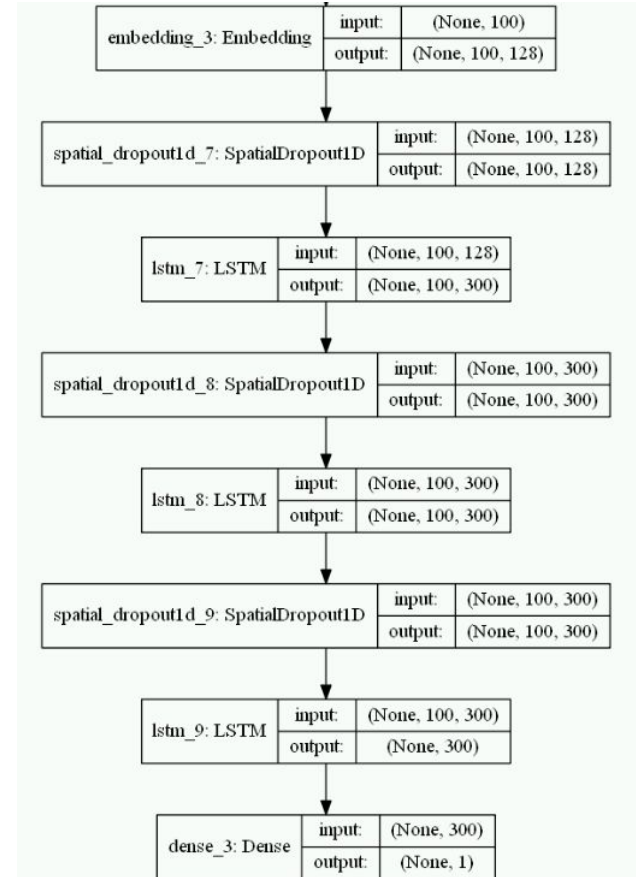 embedding_3: Embedding
input:
(None, 100)
output:
(None, 100, 128)
spatial_dropout1d_7: SpatialDropout1D
input:
(None, 100, 128)
output:
(None, 100, 128)
lstm_7: LSTM
input:
(None, 100, 128)
output:
(None, 100, 300)
spatial_dropout1d_8: SpatialDropout1D
input:
(None, 100, 300)
output:
(None, 100, 300)
lstm_8: LSTM
input:
(None, 100, 300)
output:
(None, 100, 300)
spatial_dropout1d_9: SpatialDropout1D
input:
(None, 100, 300)
output:
(None, 100, 300)
lstm_9: LSTM
input:
(None, 100, 300)
output:
(None, 300)
dense_3: Dense
input:
(None, 300)
output:
(None, 1)